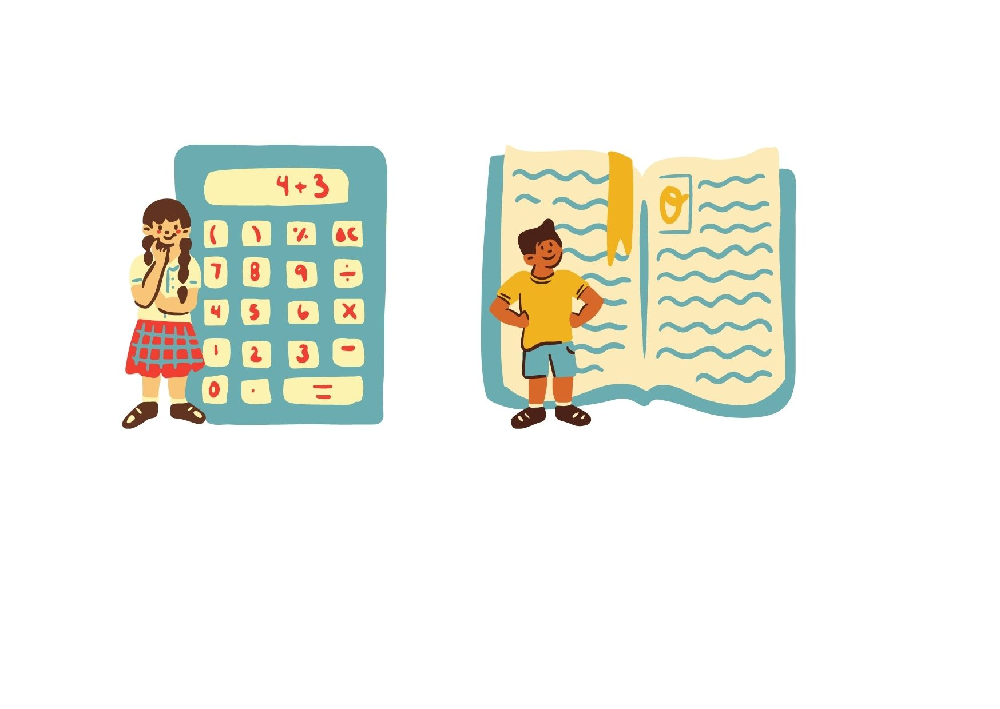 4+3
( ) % AC
7 8 9 ÷
4 5 6 X
1 2 3 -
0 . =
O